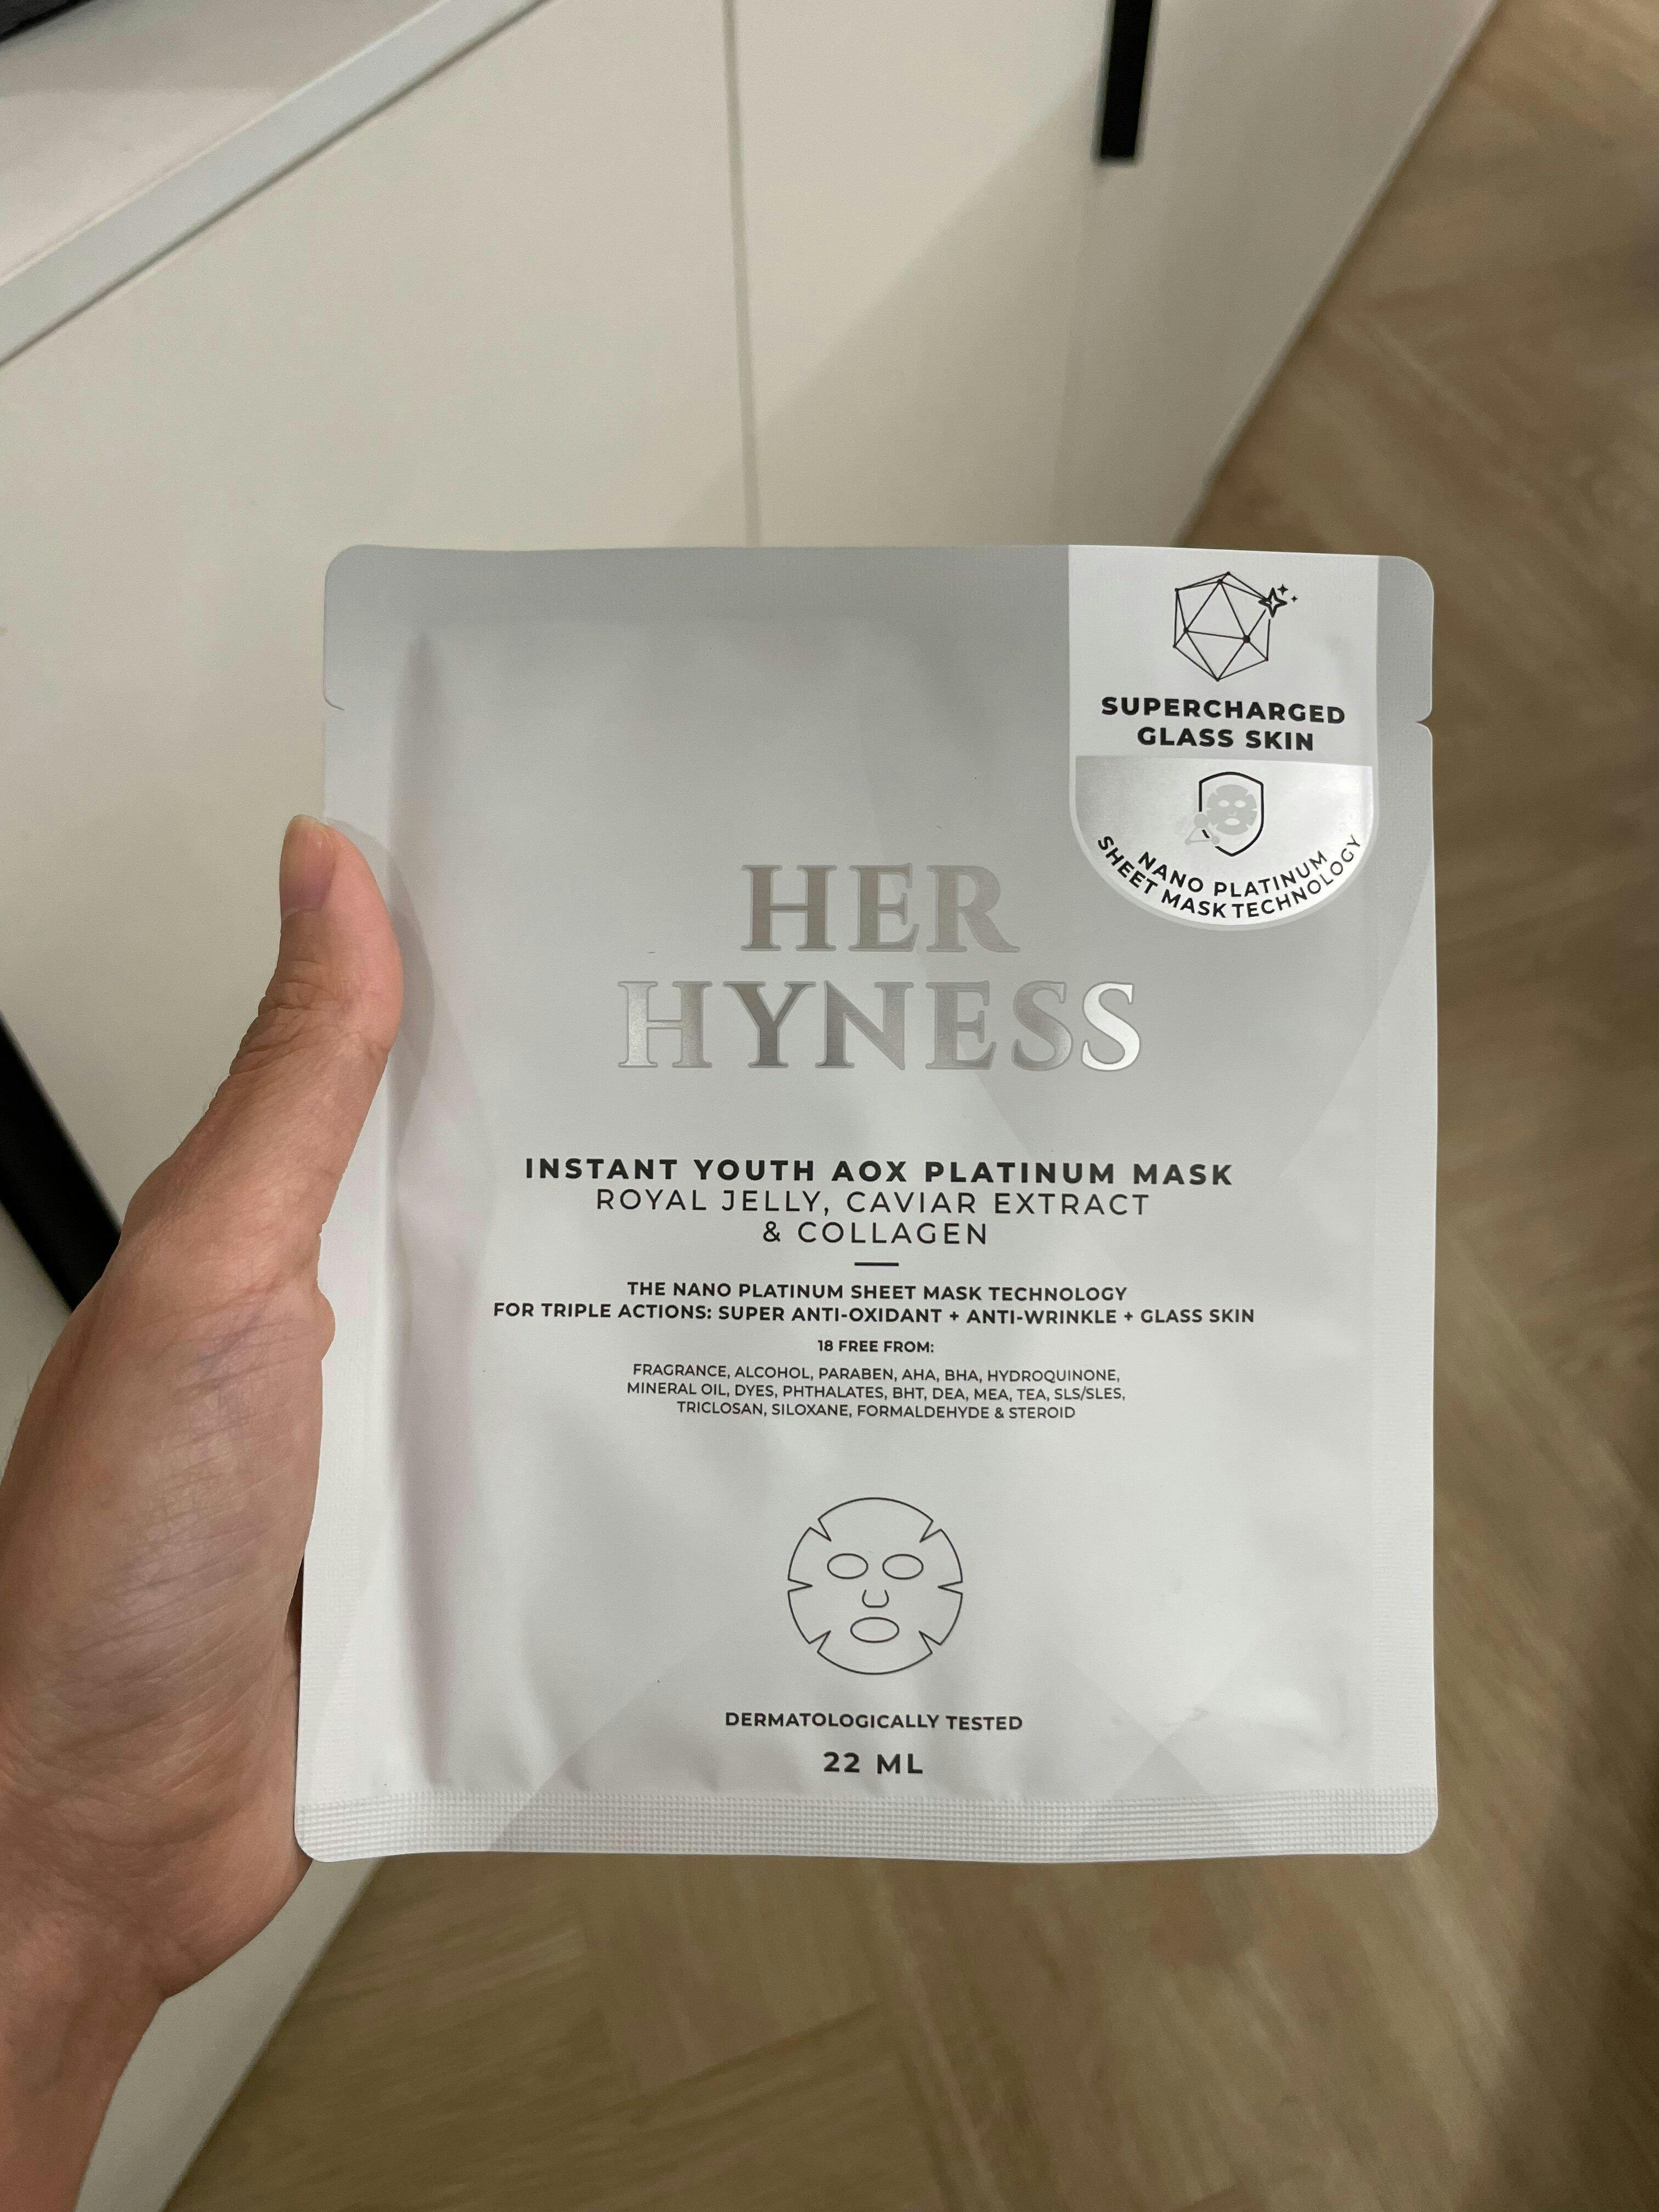 SUPERCHARGED
GLASS SKIN
NANO PLATINUM
SHEET MASK TECHNOLOGY
HER
HYNESS
INSTANT YOUTH AOX PLATINUM MASK
ROYAL JELLY, CAVIAR EXTRACT
& COLLAGEN
THE NANO PLATINUM SHEET MASK TECHNOLOGY
FOR TRIPLE ACTIONS: SUPER ANTI-OXIDANT + ANTI-WRINKLE + GLASS SKIN
18 FREE FROM:
FRAGRANCE, ALCOHOL, PARABEN, AHA, BHA, HYDROQUINONE,
MINERAL OIL, DYES, PHTHALATES, BHT, DEA, MEA, TEA, SLS/SLES,
TRICLOSAN, SILOXANE, FORMALDEHYDE & STEROID
DERMATOLOGICALLY TESTED
22 ML